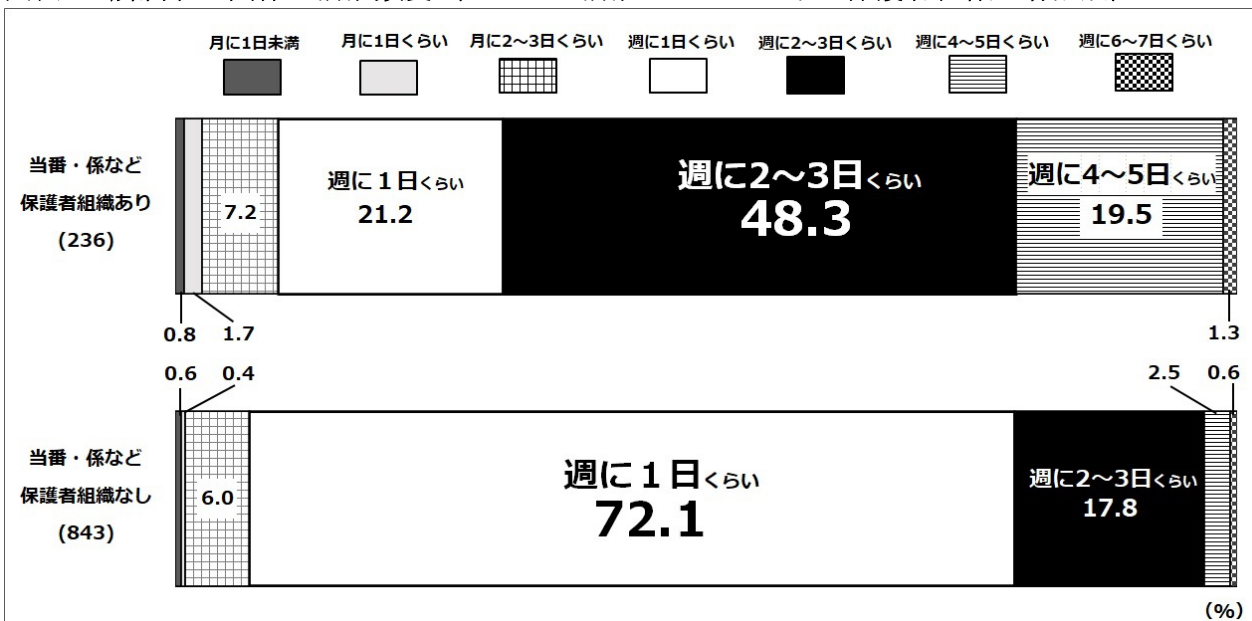 月に1日未満 月に1日くらい 月に2～3日くらい 週に1日くらい 週に2～3日くらい 週に4～5日くらい 週に6～7日くらい
当番・係など
保護者組織あり
(236)
7.2
週に1日くらい
21.2
週に2～3日くらい
48.3
週に4～5日くらい
19.5
0.8 1.7 1.3
0.6 0.4 2.5 0.6
当番・係など
保護者組織なし
(843)
6.0
週に1日くらい
72.1
週に2～3日くらい
17.8
(%)